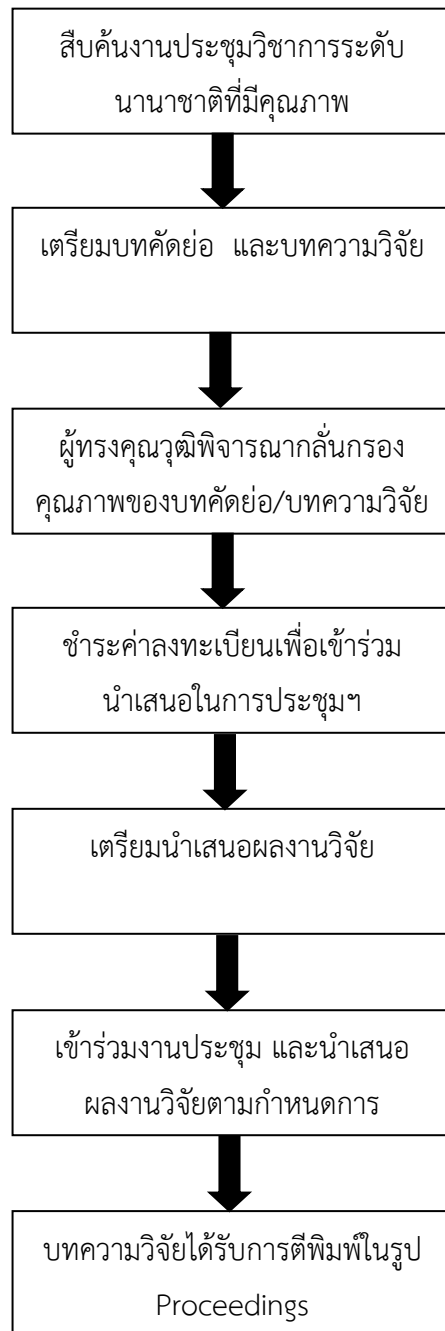 สืบค้นงานประชุมวิชาการระดับ
นานาชาติที่มีคุณภาพ
เตรียมบทคัดย่อ และบทความวิจัย
ผู้ทรงคุณวุฒิพิจารณากลั่นกรอง
คุณภาพของบทคัดย่อ/บทความวิจัย
ชำระค่าลงทะเบียนเพื่อเข้าร่วม
นำเสนอในการประชุมฯ
เตรียมนำเสนอผลงานวิจัย
เข้าร่วมงานประชุม และนำเสนอ
ผลงานวิจัยตามกำหนดการ
บทความวิจัยได้รับการตีพิมพ์ในรูป
Proceedings